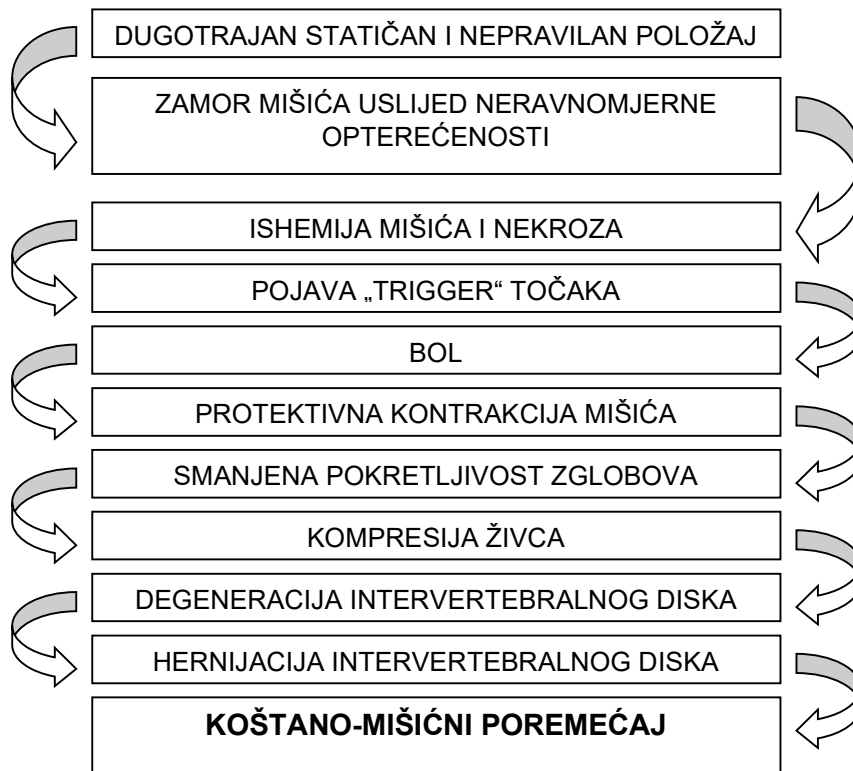 DUGOTRAJAN STATIČAN I NEPRAVILAN POLOŽAJ
ZAMOR MIŠIĆA USLIJED NERAVNOMJERNE
OPTEREĆENOSTI
ISHEMIJA MIŠIĆA I NEKROZA
POJAVA „TRIGGER“ TOČAKA
BOL
PROTEKTIVNA KONTRAKCIJA MIŠIĆA
SMANJENA POKRETLJIVOST ZGLOBOVA
KOMPRESIJA ŽIVCA
DEGENERACIJA INTERVERTEBRALNOG DISKA
HERNIJACIJA INTERVERTEBRALNOG DISKA
KOŠTANO-MIŠIĆNI POREMEĆAJ